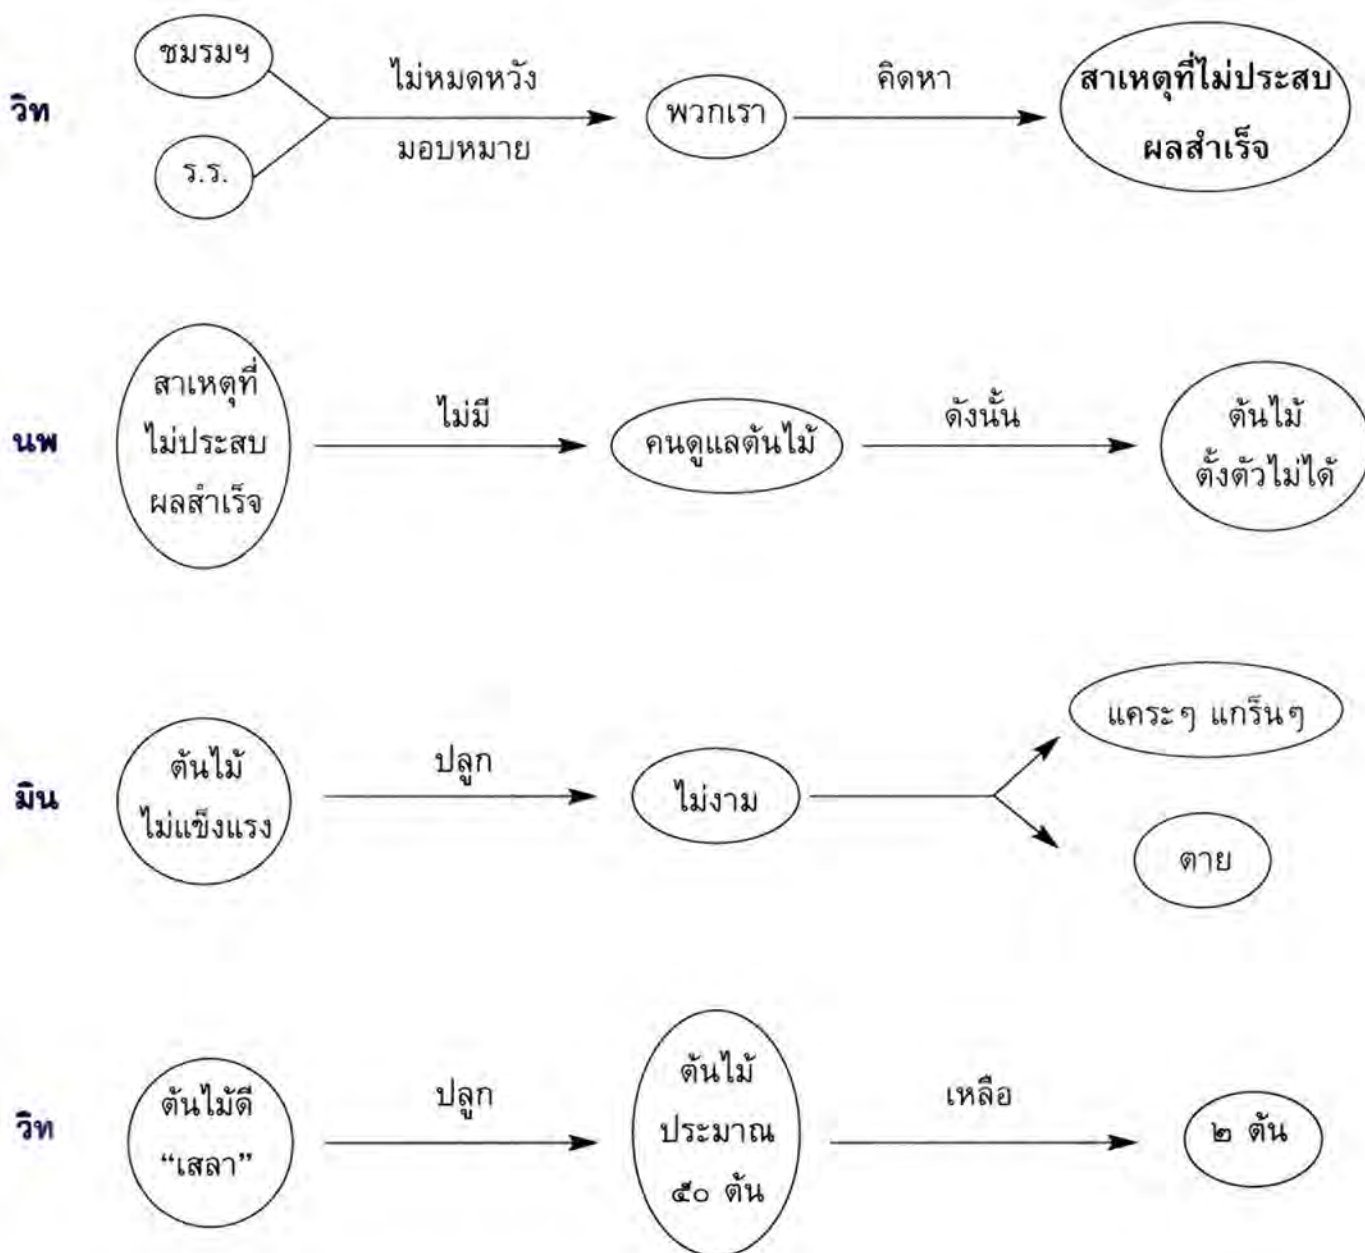 ชมรมฯ
วิท
ร.ร.
ไม่หมดหวัง
มอบหมาย
พวกเรา
คิดหา
สาเหตุที่ไม่ประสบ
ผลสำเร็จ
นพ
สาเหตุที่
ไม่ประสบ
ผลสำเร็จ
ไม่มี
คนดูแลต้นไม้
ดังนั้น
ต้นไม้
ตั้งตัวไม่ได้
มิน
ต้นไม้
ไม่แข็งแรง
ปลูก
ไม่งาม
แคระๆ แกร็นๆ
ตาย
วิท
ต้นไม้ดี
“เสลา”
ปลูก
ต้นไม้
ประมาณ
๕๐ ต้น
เหลือ
๒ ต้น